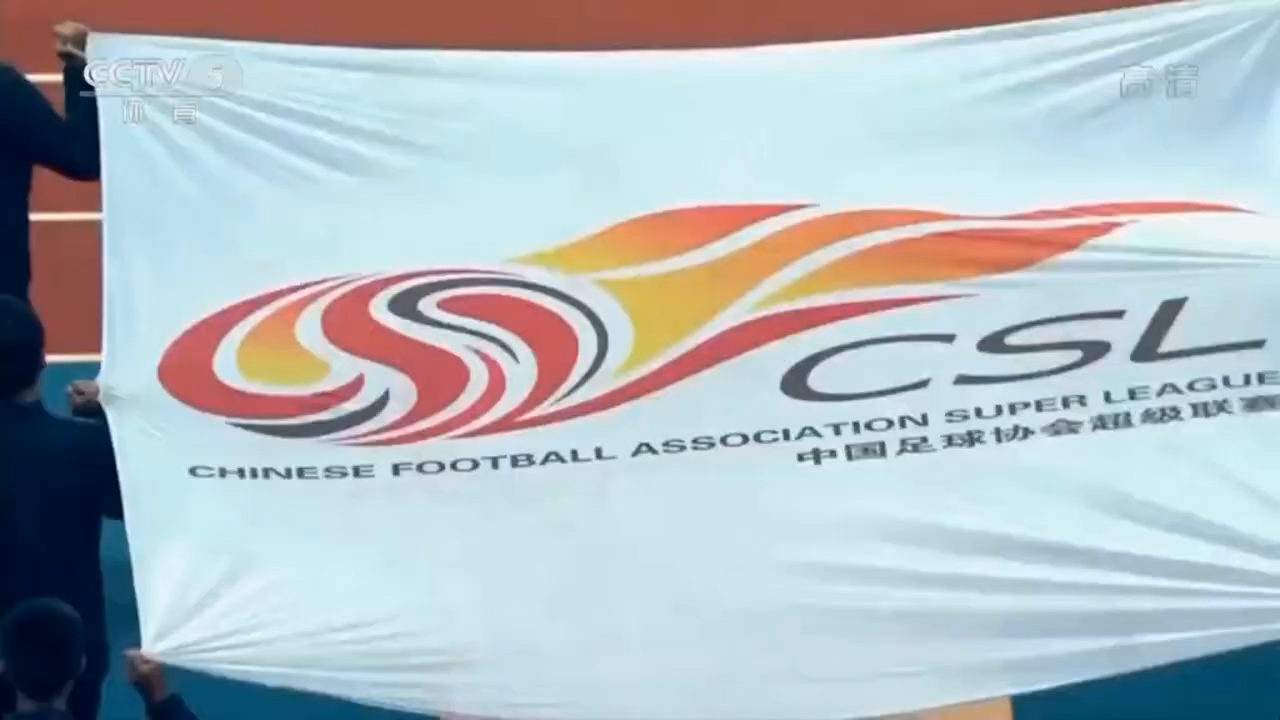 CCTV 5
体育
高清
CSL
CHINESE FOOTBALL ASSOCIATION SUPER LEAGUE
中国足球协会超级联赛